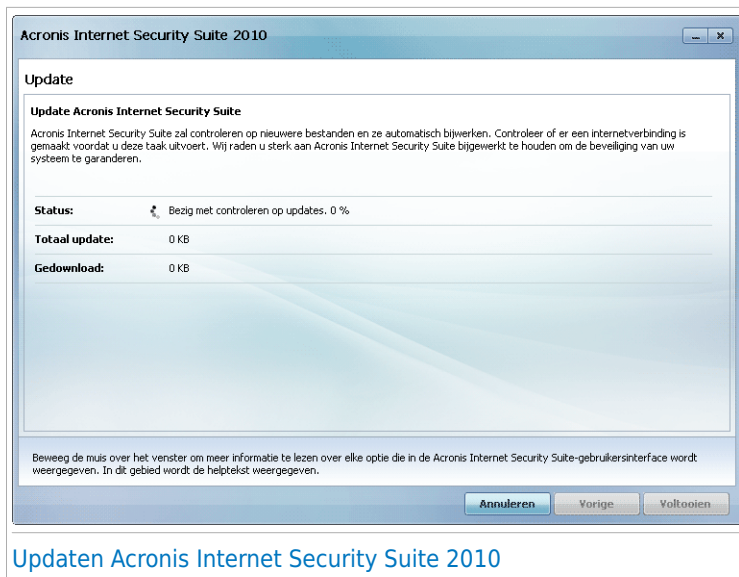 Acronis Internet Security Suite 2010
Update
Update Acronis Internet Security Suite
Acronis Internet Security Suite zal controleren op nieuwere bestanden en ze automatisch bijwerken. Controleer of er een internetverbinding is
gemaakt voordat u deze taak uitvoert. Wij raden u sterk aan Acronis Internet Security Suite bijgewerkt te houden om de beveiliging van uw
systeem te garanderen.
Status: Bezig met controleren op updates. 0 %
Totaal update: 0 KB
Gedownload: 0 KB
Beweeg de muis over het venster om meer informatie te lezen over elke optie die in de Acronis Internet Security Suite-gebruikersinterface wordt
weergegeven. In dit gebied wordt de helptekst weergegeven.
Annuleren Vorige Voltooien
Updaten Acronis Internet Security Suite 2010